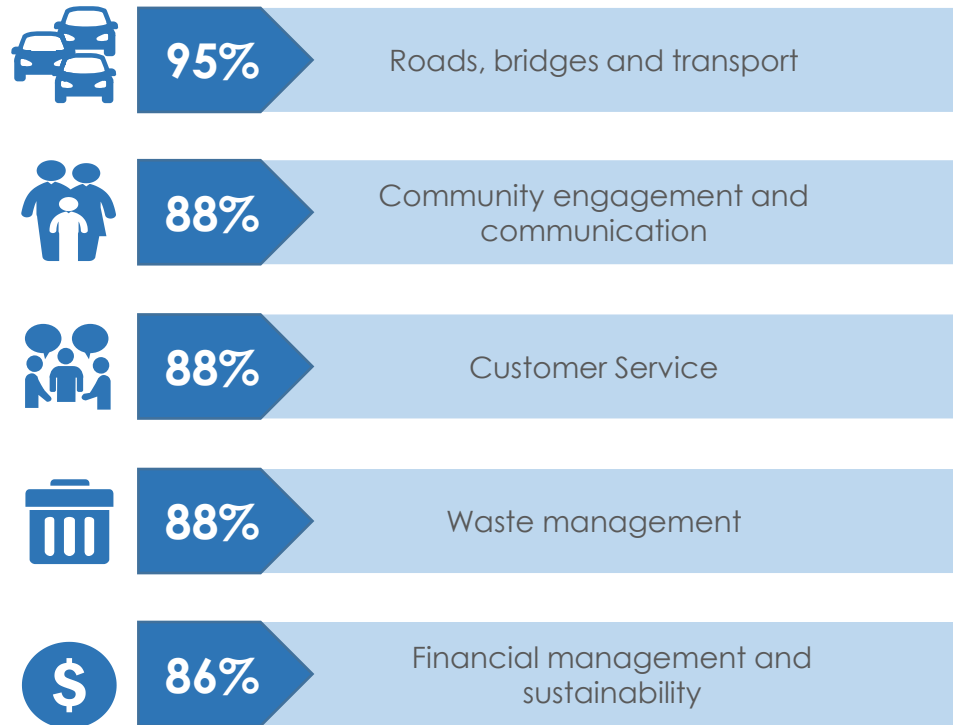 95%
Roads, bridges and transport
88%
Community engagement and
communication
88%
Customer Service
88%
Waste management
$
86%
Financial management and
sustainability